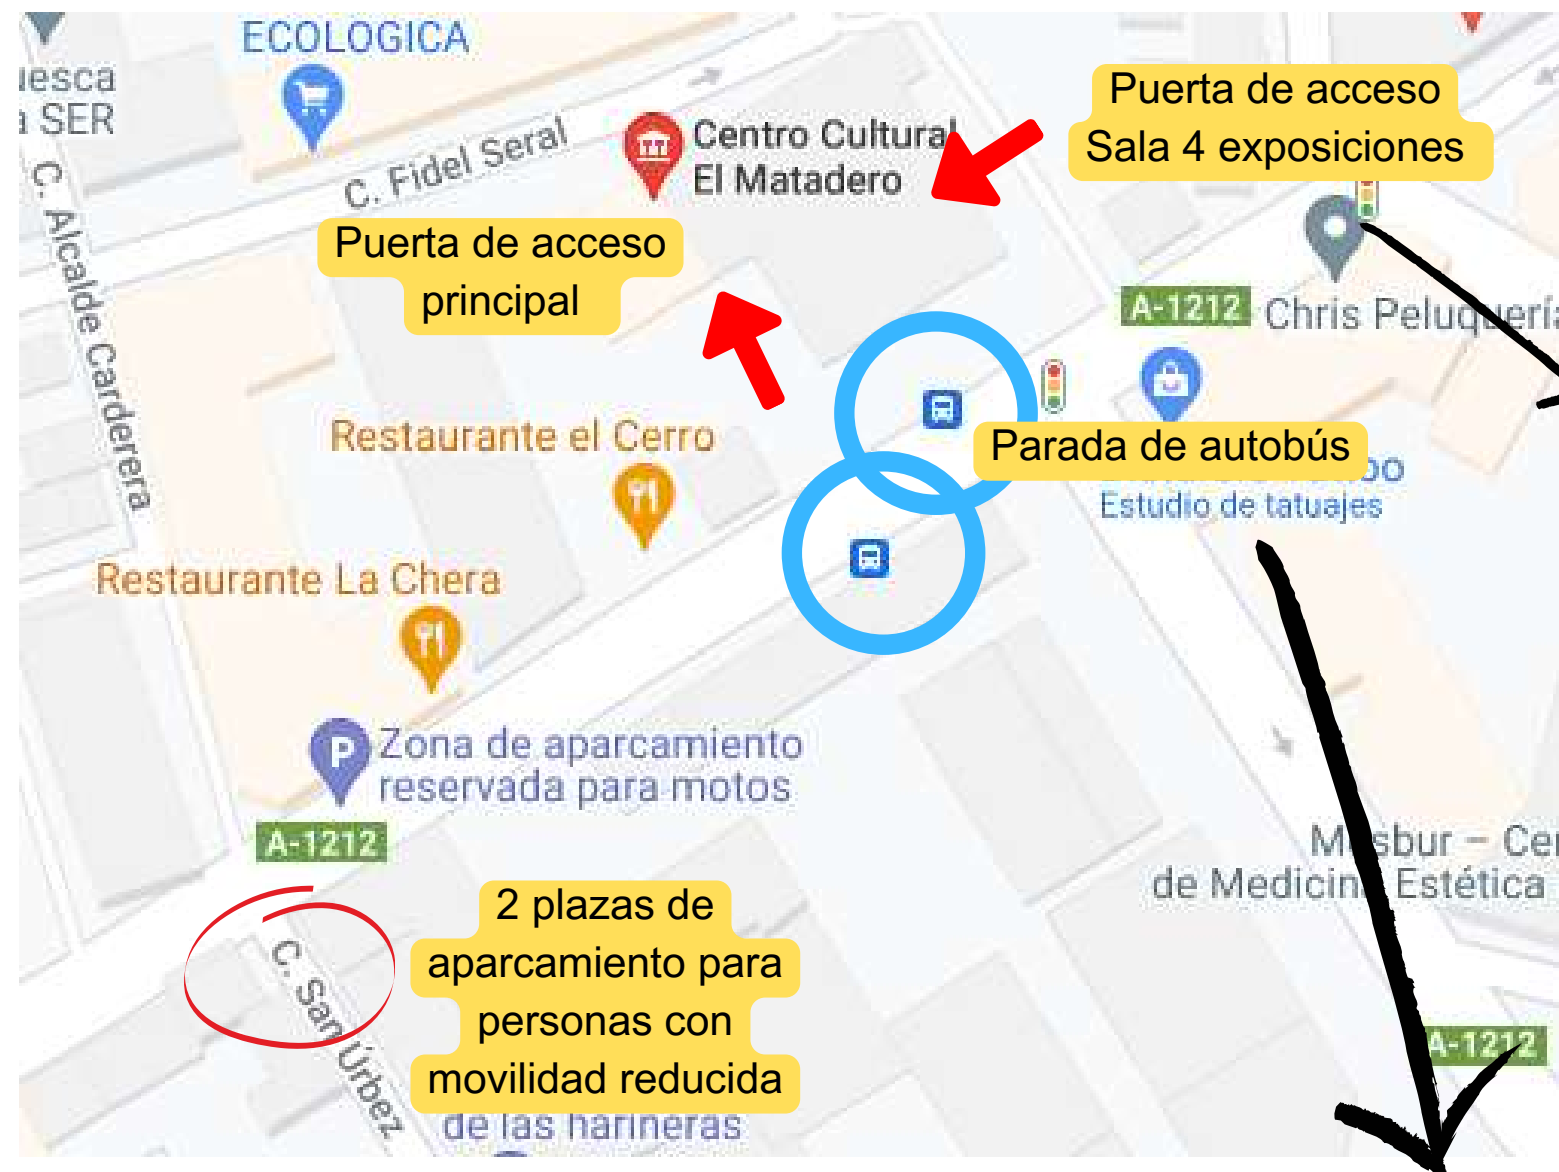 ECOLOGICA
uesca
SER
C. Fidel Seral
C. Alcalde Carderera
Centro Cultural
El Matadero
Puerta de acceso
Sala 4 exposiciones
Puerta de acceso
principal
A-1212
Chris Peluquería
Restaurante el Cerro
Parada de autobús
Estudio de tatuajes
Restaurante La Chera
P
Zona de aparcamiento
reservada para motos
A-1212
de Medicina Estética
2 plazas de
aparcamiento para
personas con
movilidad reducida
C. San Úrbez
A-1212
de las harineras